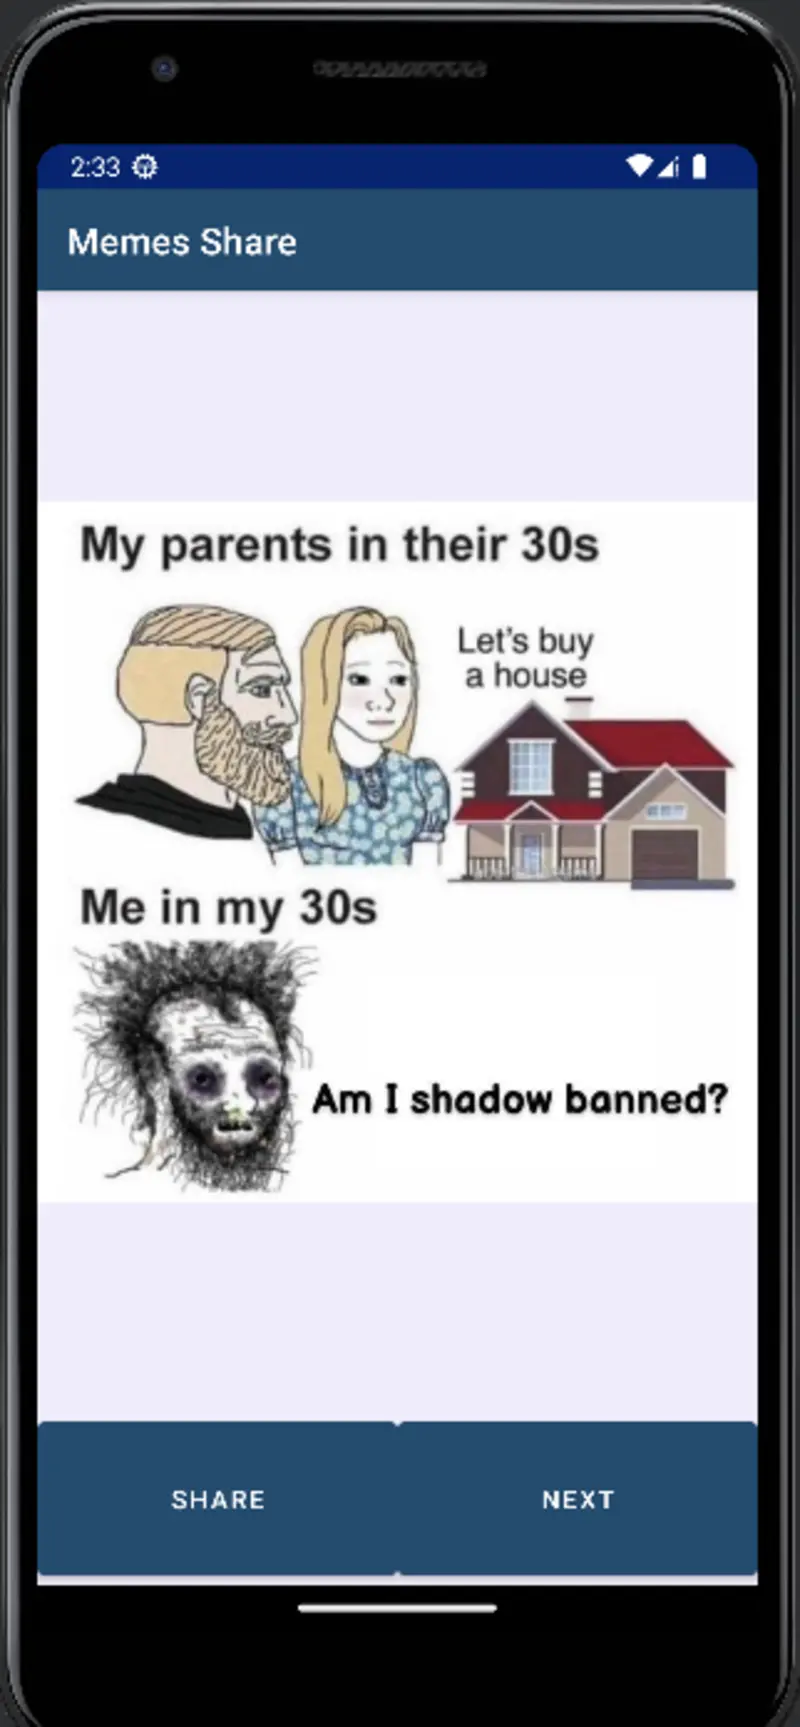 2:33
Memes Share
My parents in their 30s
Let's buy
a house
Me in my 30s
Am I shadow banned?
SHARE
NEXT